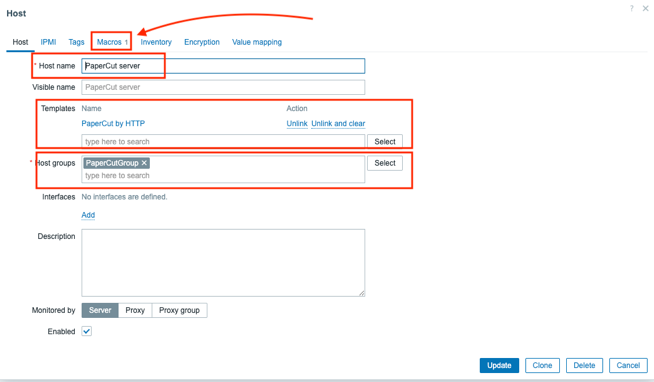 Host
?
Host IPMI Tags Macros 1 Inventory Encryption Value mapping
* Host name PaperCut server
Visible name PaperCut server
Templates Name Action
PaperCut by HTTP Unlink Unlink and clear
type here to search Select
* Host groups PaperCutGroup Select
type here to search
Interfaces No interfaces are defined.
Add
Description
Monitored by Server Proxy Proxy group
Enabled
Update Clone Delete Cancel